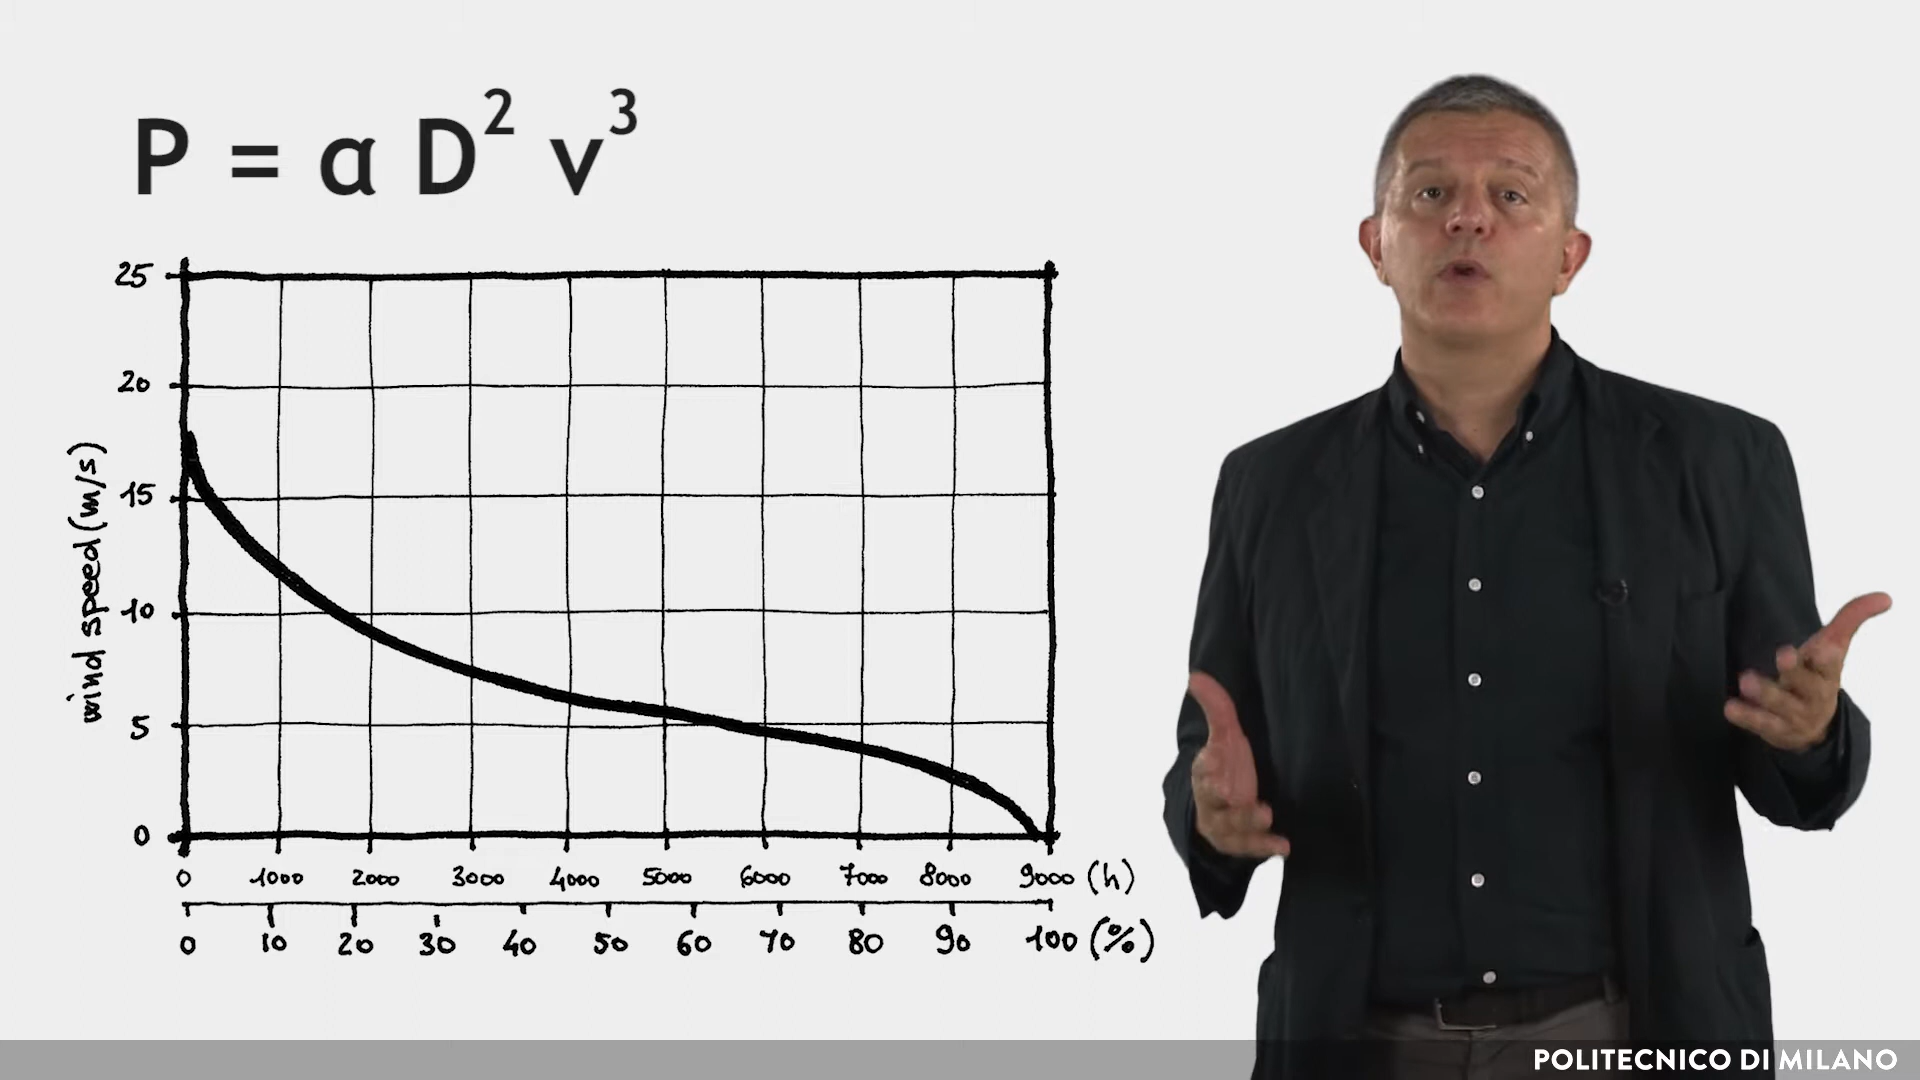 P = α D² v³
25
20
15
10
5
0
wind speed (m/s)
0 1000 2000 3000 4000 5000 6000 7000 8000 9000 (h)
0 10 20 30 40 50 60 70 80 90 100 (%)
POLITECNICO DI MILANO